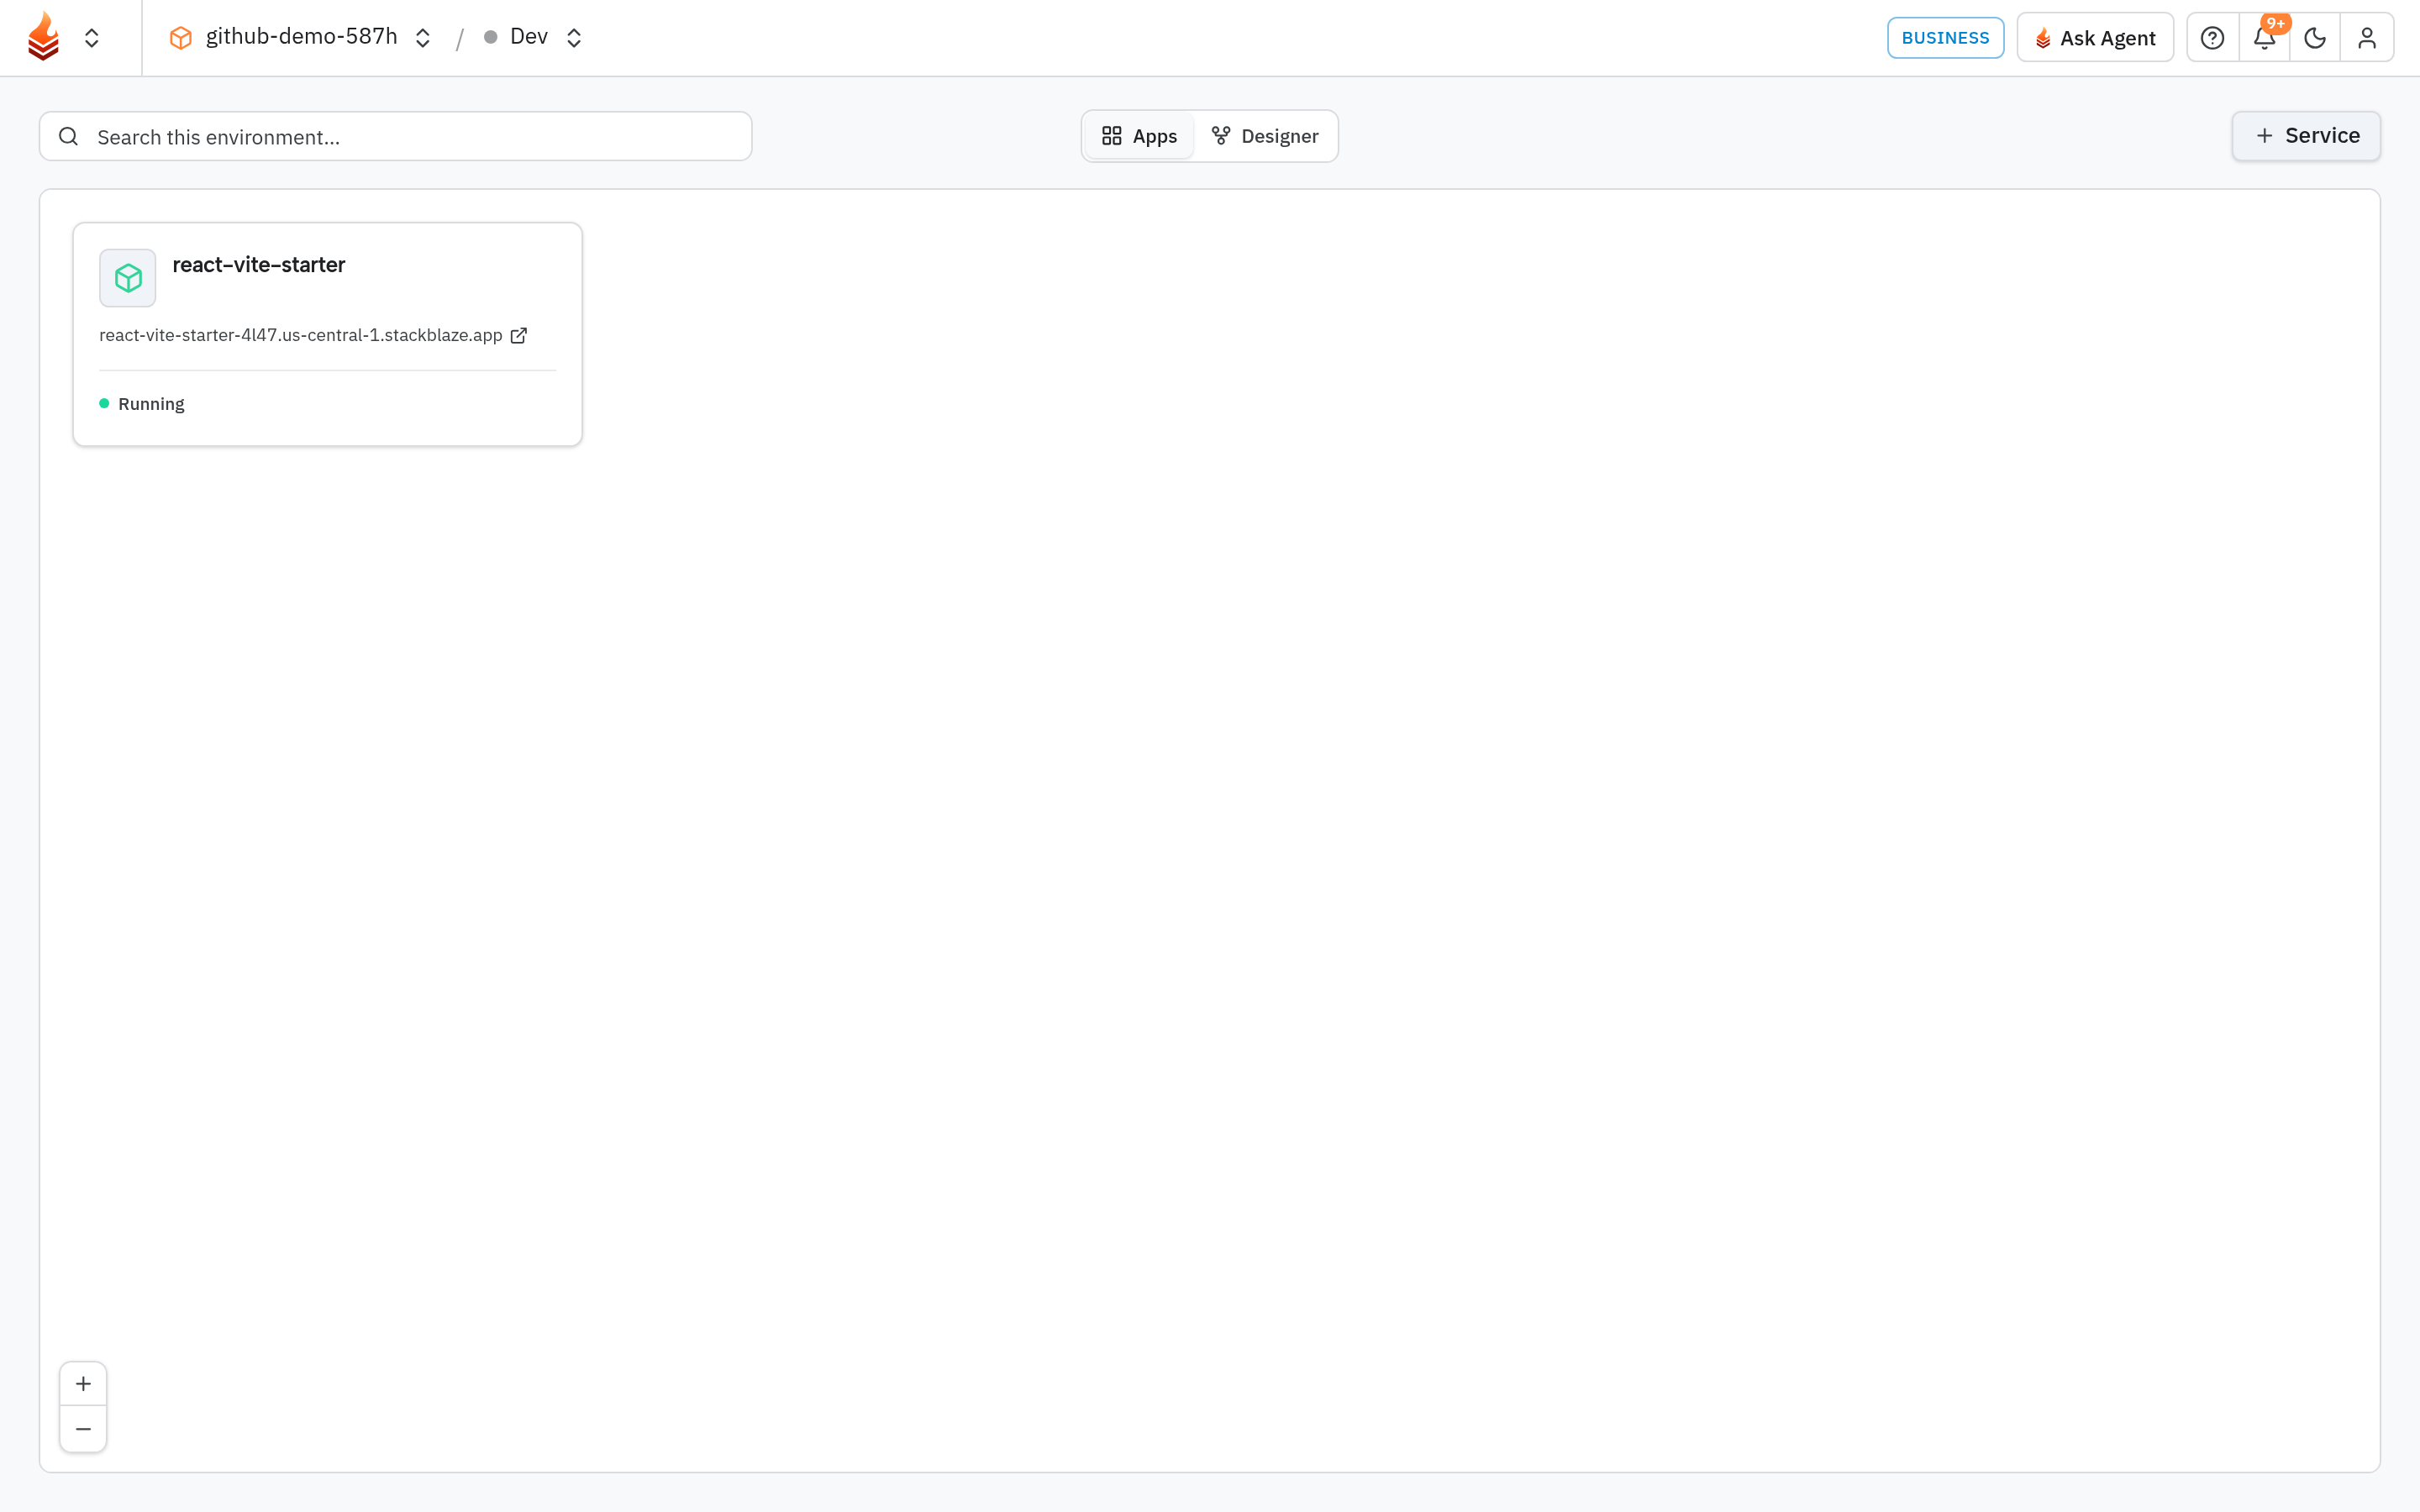 github-demo-587h / Dev
BUSINESS
Ask Agent
9+
Search this environment...
Apps
Designer
+ Service
react-vite-starter
react-vite-starter-4l47.us-central-1.stackblaze.app
Running
+
−